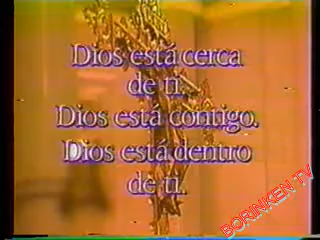 Dios está cerca
de ti.
Dios está contigo,
Dios está dentro
de ti.
BORINKEN TV